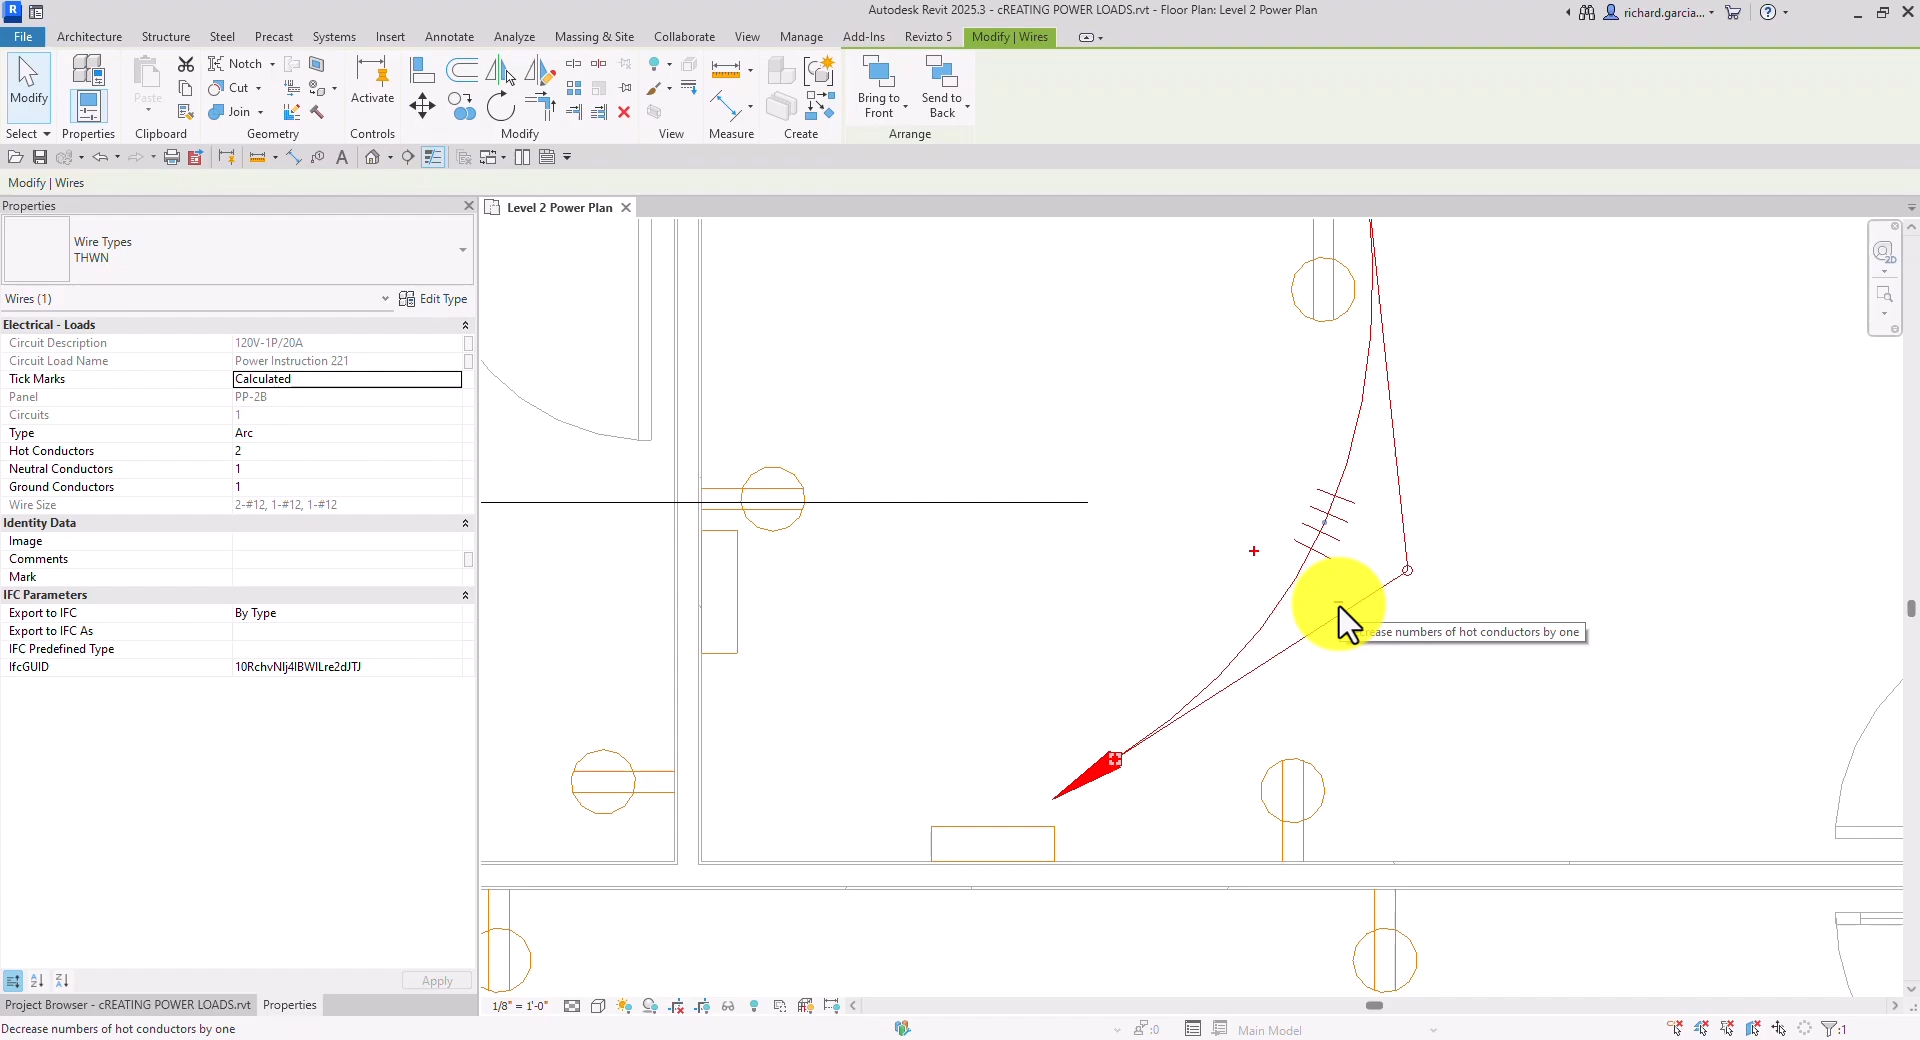 R
Autodesk Revit 2025.3 - cREATING POWER LOADS.rvt - Floor Plan: Level 2 Power Plan
richard.garcia...
File Architecture Structure Steel Precast Systems Insert Annotate Analyze Massing & Site Collaborate View Manage Add-Ins Revizto 5 Modify | Wires
Modify
Paste
Notch
Cut
Join
Activate
Bring to
Front
Send to
Back
Select Properties Clipboard Geometry Controls Modify View Measure Create Arrange
Modify | Wires
Properties
Level 2 Power Plan
Wire Types
THWN
Wires (1)
Edit Type
Electrical - Loads
Circuit Description 120V-1P/20A
Circuit Load Name Power Instruction 221
Tick Marks Calculated
Panel PP-2B
Circuits 1
Type Arc
Hot Conductors 2
Neutral Conductors 1
Ground Conductors 1
Wire Size 2-#12, 1-#12, 1-#12
Identity Data
Image
Comments
Mark
IFC Parameters
Export to IFC By Type
Export to IFC As
IFC Predefined Type
2D
crease numbers of hot conductors by one
Apply
Project Browser - cREATING POWER LOADS.rvt Properties
1/8" = 1'-0"
Decrease numbers of hot conductors by one
:0
Main Model
:1